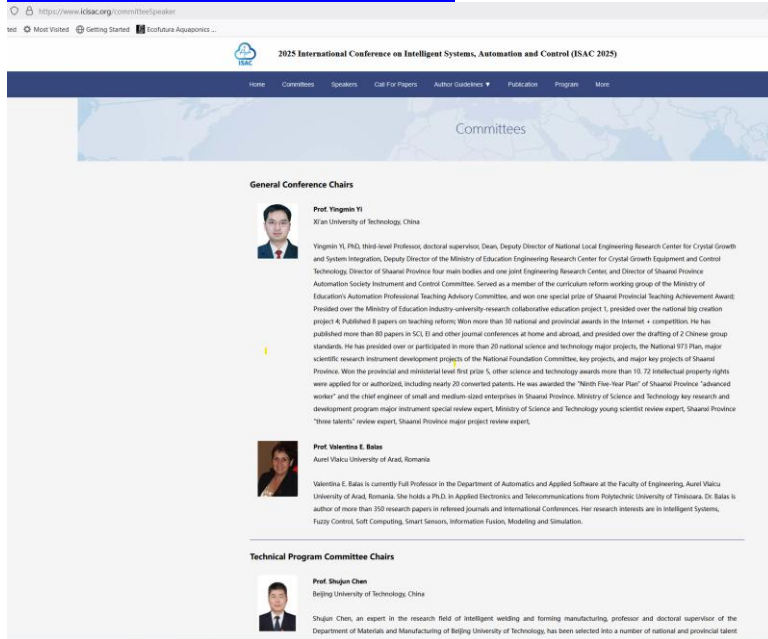 https://www.icisac.org/committeeSpeaker
ted Most Visited Getting Started Ecofutura Aquaponics ...
ISAC
2025 International Conference on Intelligent Systems, Automation and Control (ISAC 2025)
Home Committees Speakers Call For Papers Author Guidelines ▼ Publication Program More
Committees
General Conference Chairs
Prof. Yingmin Yi
Xi'an University of Technology, China
Yingmin Yi, PhD, third-level Professor, doctoral supervisor, Dean, Deputy Director of National Local Engineering Research Center for Crystal Growth
and System Integration, Deputy Director of the Ministry of Education Engineering Research Center for Crystal Growth Equipment and Control
Technology, Director of Shaanxi Province four main bodies and one joint Engineering Research Center, and Director of Shaanxi Province
Automation Society Instrument and Control Committee. Served as a member of the curriculum reform working group of the Ministry of
Education's Automation Professional Teaching Advisory Committee, and won one special prize of Shaanxi Provincial Teaching Achievement Award;
Presided over the Ministry of Education industry-university-research collaborative education project 1, presided over the national big creation
project 4; Published 8 papers on teaching reform; Won more than 30 national and provincial awards in the Internet + competition. He has
published more than 80 papers in SCI, EI and other journal conferences at home and abroad, and presided over the drafting of 2 Chinese group
standards. He has presided over or participated in more than 20 national science and technology major projects, the National 973 Plan, major
scientific research instrument development projects of the National Foundation Committee, key projects, and major key projects of Shaanxi
Province. Won the provincial and ministerial level first prize 5, other science and technology awards more than 10. 72 intellectual property rights
were applied for or authorized, including nearly 20 converted patents. He was awarded the "Ninth Five-Year Plan" of Shaanxi Province "advanced
worker" and the chief engineer of small and medium-sized enterprises in Shaanxi Province. Ministry of Science and Technology key research and
development program major instrument special review expert, Ministry of Science and Technology young scientist review expert, Shaanxi Province
"three talents" review expert, Shaanxi Province major project review expert,
Prof. Valentina E. Balas
Aurel Vlaicu University of Arad, Romania
Valentina E. Balas is currently Full Professor in the Department of Automatics and Applied Software at the Faculty of Engineering, Aurel Vlaicu
University of Arad, Romania. She holds a Ph.D. in Applied Electronics and Telecommunications from Polytechnic University of Timisoara. Dr. Balas is
author of more than 350 research papers in refereed journals and International Conferences. Her research interests are in Intelligent Systems,
Fuzzy Control, Soft Computing, Smart Sensors, Information Fusion, Modeling and Simulation.
Technical Program Committee Chairs
Prof. Shujun Chen
Beijing University of Technology, China
Shujun Chen, an expert in the research field of intelligent welding and forming manufacturing, professor and doctoral supervisor of the
Department of Materials and Manufacturing of Beijing University of Technology, has been selected into a number of national and provincial talent